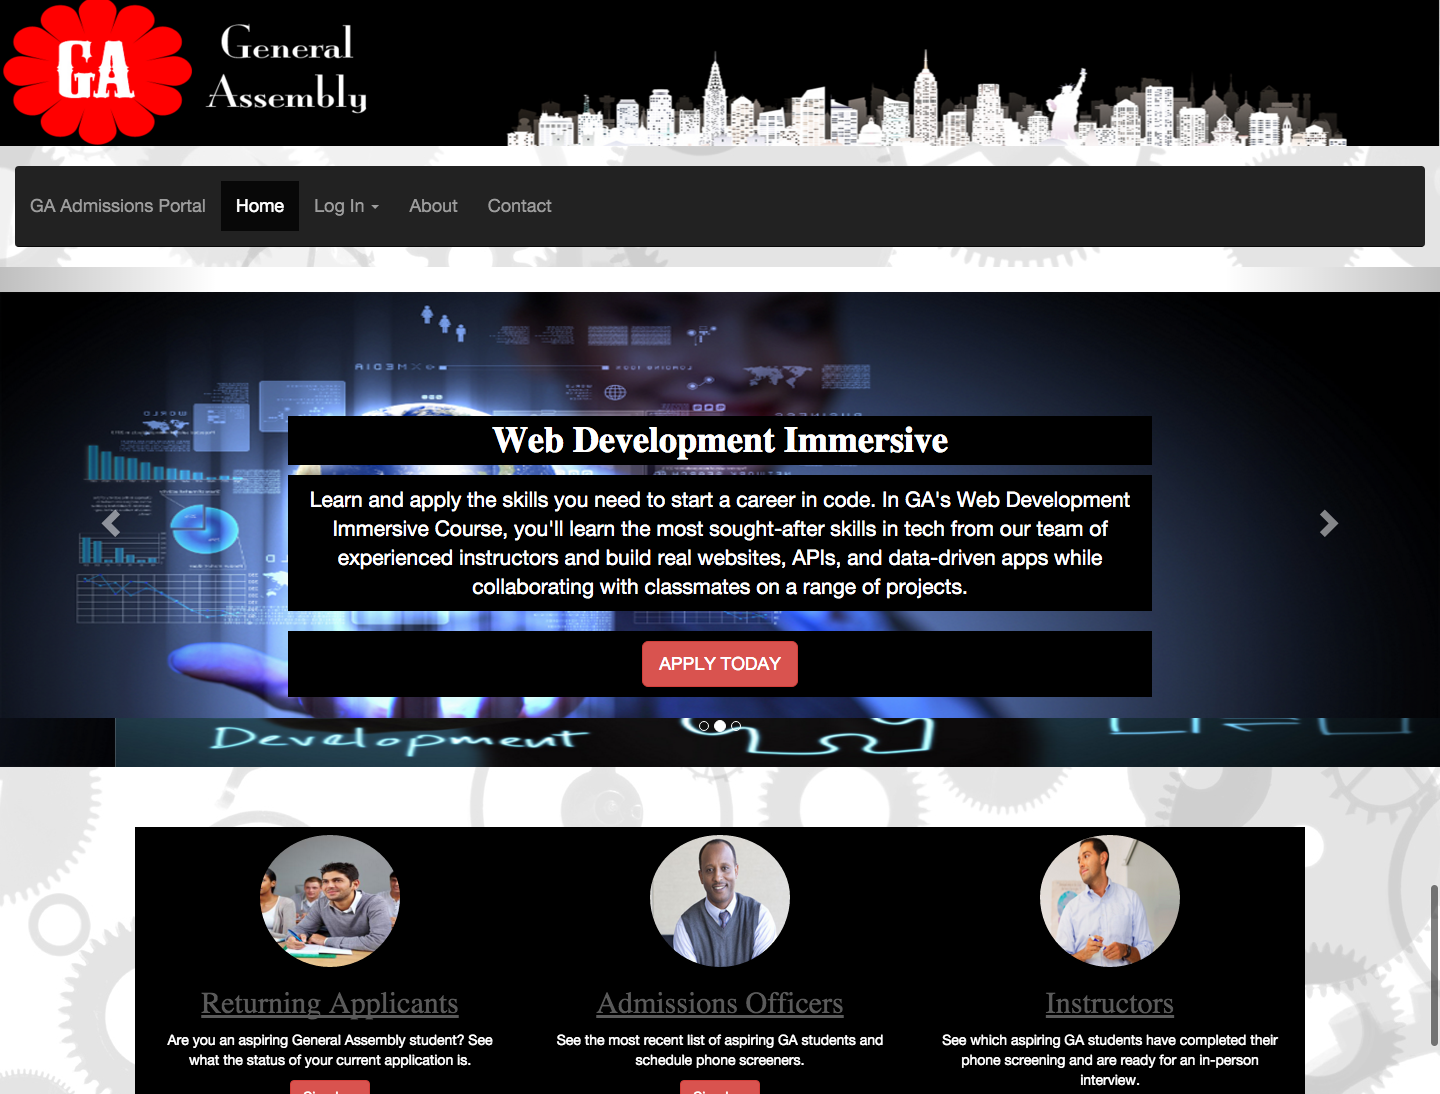 GA
General
Assembly
GA Admissions Portal
Home
Log In
About
Contact
Web Development Immersive
Learn and apply the skills you need to start a career in code. In GA's Web Development
Immersive Course, you'll learn the most sought-after skills in tech from our team of
experienced instructors and build real websites, APIs, and data-driven apps while
collaborating with classmates on a range of projects.
APPLY TODAY
Development
Returning Applicants
Are you an aspiring General Assembly student? See
what the status of your current application is.
Admissions Officers
See the most recent list of aspiring GA students and
schedule phone screeners.
Instructors
See which aspiring GA students have completed their
phone screening and are ready for an in-person
interview.